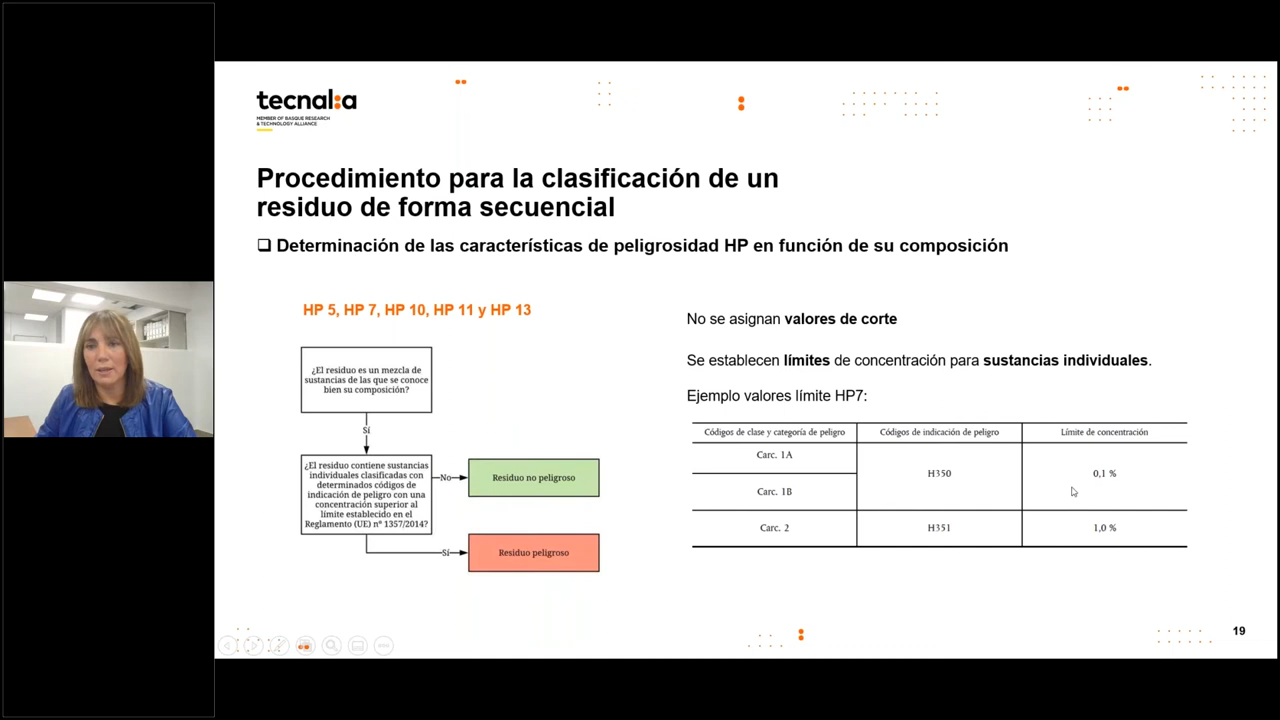 tecnal:a
MEMBER OF BASQUE RESEARCH
& TECHNOLOGY ALLIANCE
Procedimiento para la clasificación de un
residuo de forma secuencial
Determinación de las características de peligrosidad HP en función de su composición
HP 5, HP 7, HP 10, HP 11 y HP 13
¿El residuo es un mezcla de
sustancias de las que se conoce
bien su composición?
Sí
¿El residuo contiene sustancias
individuales clasificadas con
determinados códigos de
indicación de peligro con una
concentración superior al
límite establecido en el
Reglamento (UE) nº 1357/2014?
No
Residuo no peligroso
Sí
Residuo peligroso
No se asignan valores de corte
Se establecen límites de concentración para sustancias individuales.
Ejemplo valores límite HP7:
Códigos de clase y categoría de peligro Códigos de indicación de peligro Límite de concentración
Carc. 1A
H350 0,1 %
Carc. 1B
Carc. 2 H351 1,0 %
19